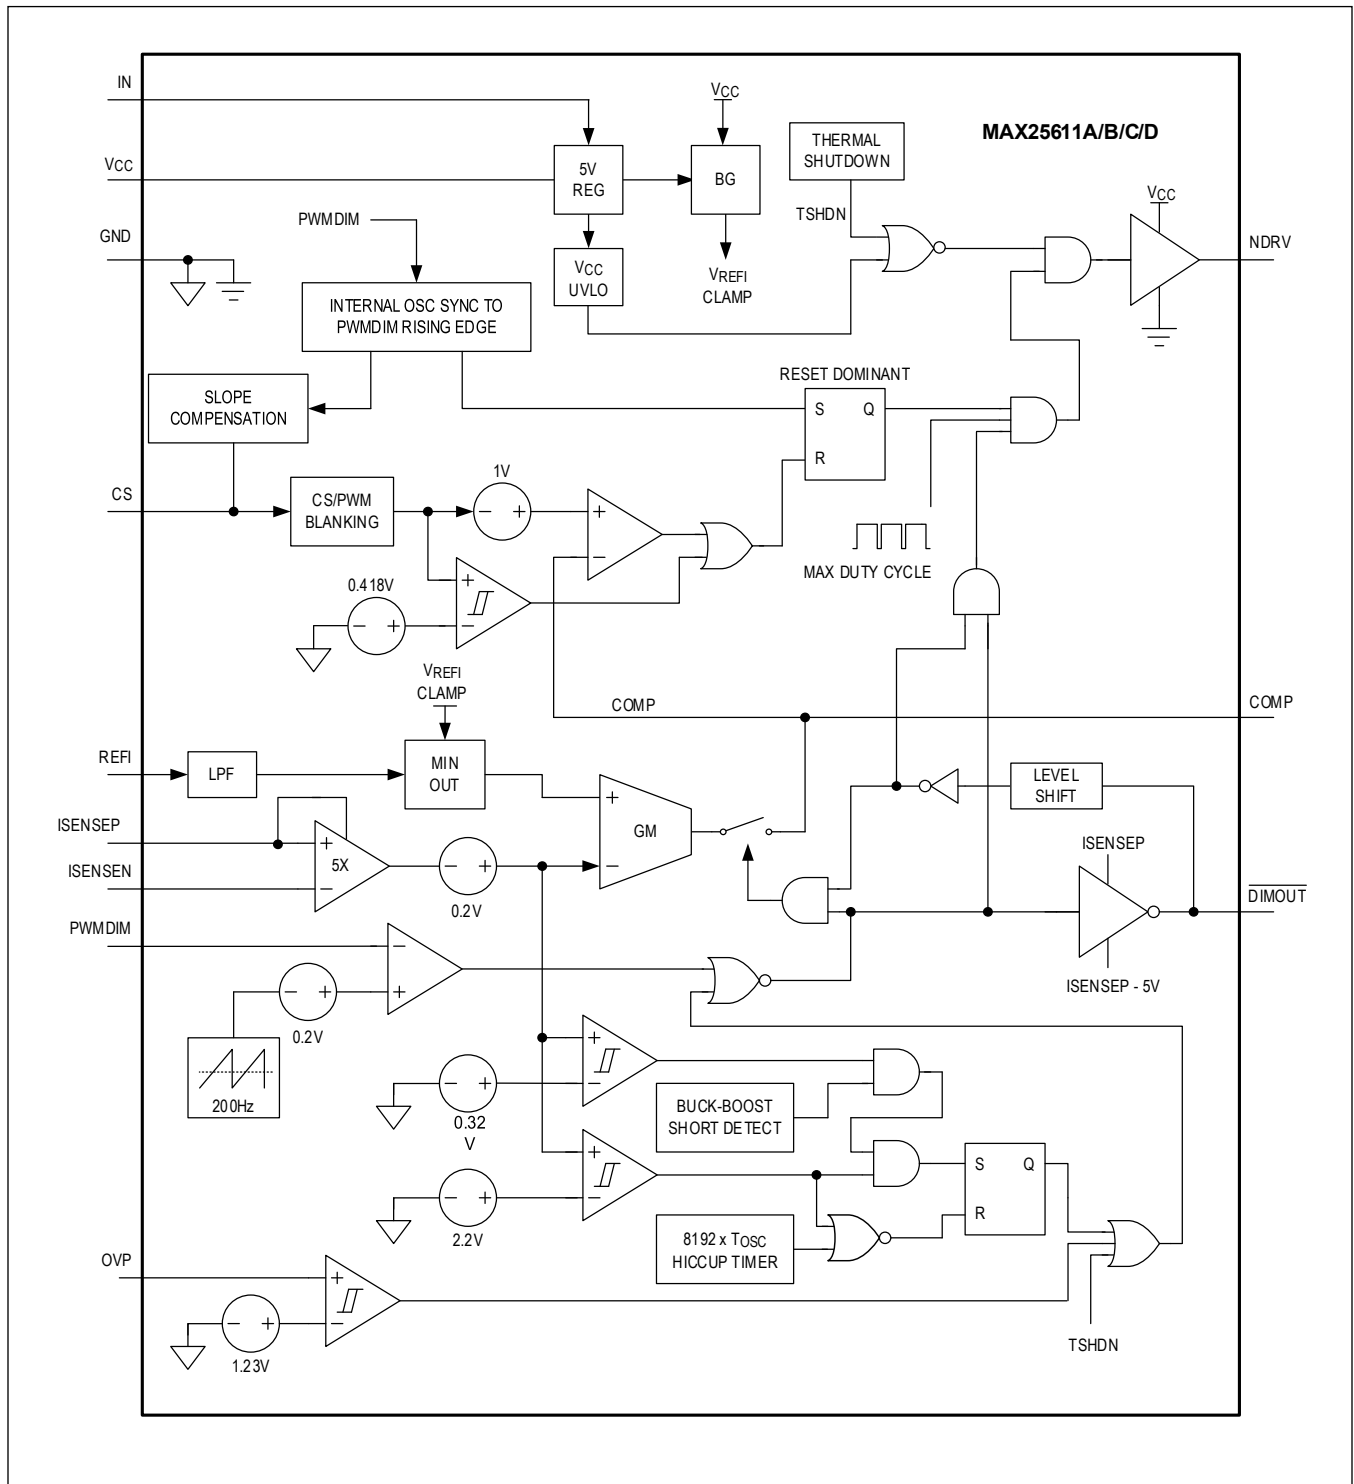 IN
VCC
MAX25611A/B/C/D
THERMAL
SHUTDOWN
VCC
5V
REG
BG
VCC
PWMDIM
TSHDN
NDRV
GND
VCC
UVLO
VREFI
CLAMP
INTERNAL OSC SYNC TO
PWMDIM RISING EDGE
RESET DOMINANT
SLOPE
COMPENSATION
S
Q
R
1V
CS
CS/PWM
BLANKING
- +
+
-
MAX DUTY CYCLE
0.418V
+
-
- +
VREFI
CLAMP
COMP
COMP
REFI
LPF
MIN
OUT
LEVEL
SHIFT
+
GM
-
ISENSEP
+
5X
-
- +
ISENSEP
ISENSEN
0.2V
DIMOUT
PWMDIM
-
+
ISENSEP - 5V
- +
0.2V
200Hz
+
-
- +
0.32
V
BUCK-BOOST
SHORT DETECT
+
-
- +
2.2V
S
Q
R
8192 x TOSC
HICCUP TIMER
OVP
+
-
- +
1.23V
TSHDN